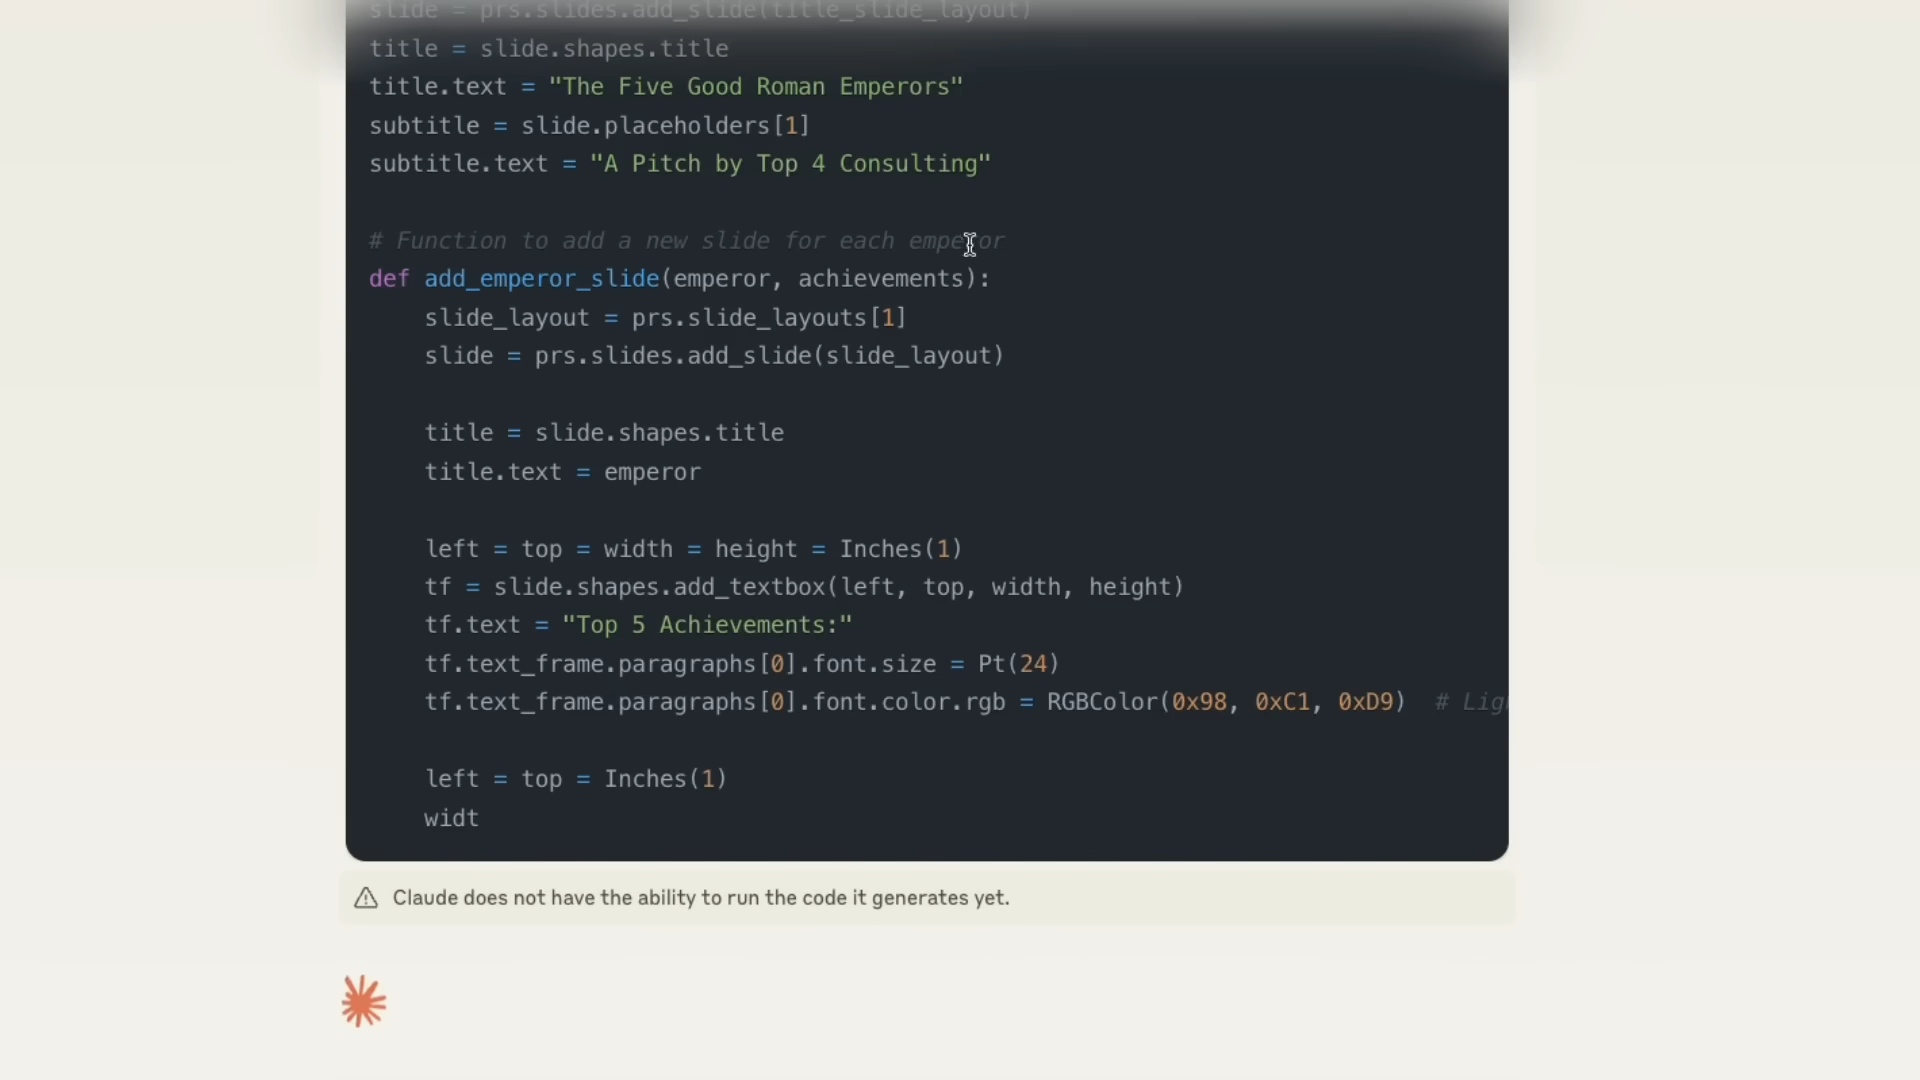 slide = prs.slides.add_slide(title_slide_layout)
title = slide.shapes.title
title.text = "The Five Good Roman Emperors"
subtitle = slide.placeholders[1]
subtitle.text = "A Pitch by Top 4 Consulting"
# Function to add a new slide for each emperor
def add_emperor_slide(emperor, achievements):
slide_layout = prs.slide_layouts[1]
slide = prs.slides.add_slide(slide_layout)
title = slide.shapes.title
title.text = emperor
left = top = width = height = Inches(1)
tf = slide.shapes.add_textbox(left, top, width, height)
tf.text = "Top 5 Achievements:"
tf.text_frame.paragraphs[0].font.size = Pt(24)
tf.text_frame.paragraphs[0].font.color.rgb = RGBColor(0x98, 0xC1, 0xD9)  # Lig
left = top = Inches(1)
widt
Claude does not have the ability to run the code it generates yet.